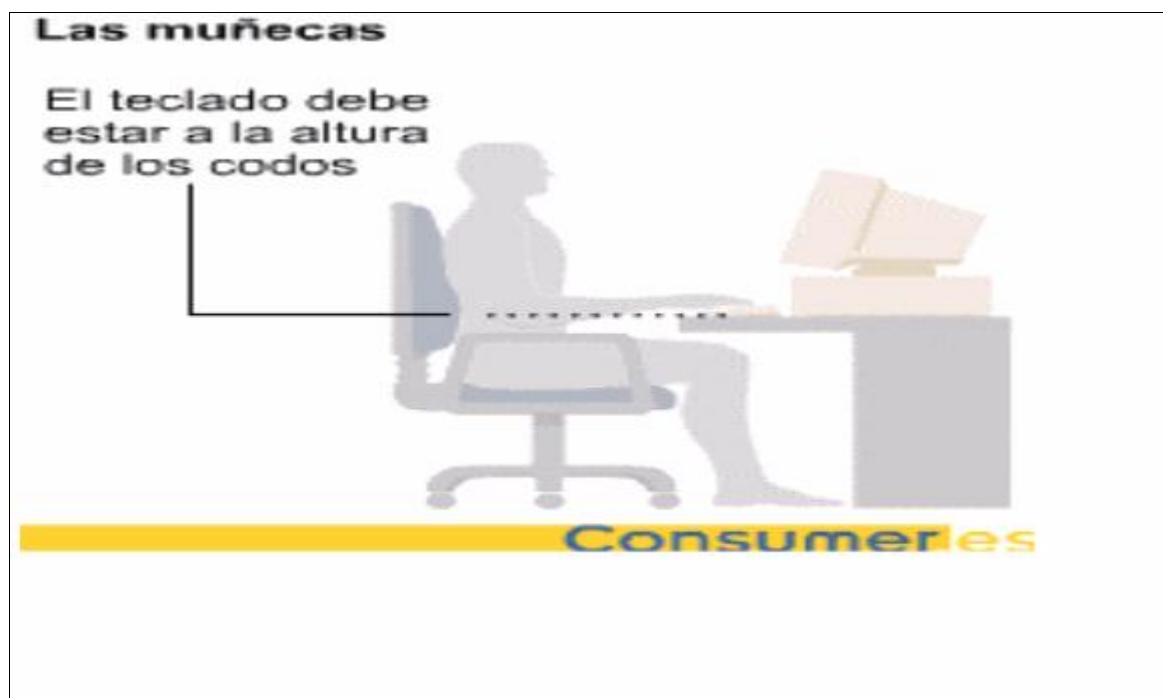 Las muñecas
El teclado debe
estar a la altura
de los codos
Consumer.es